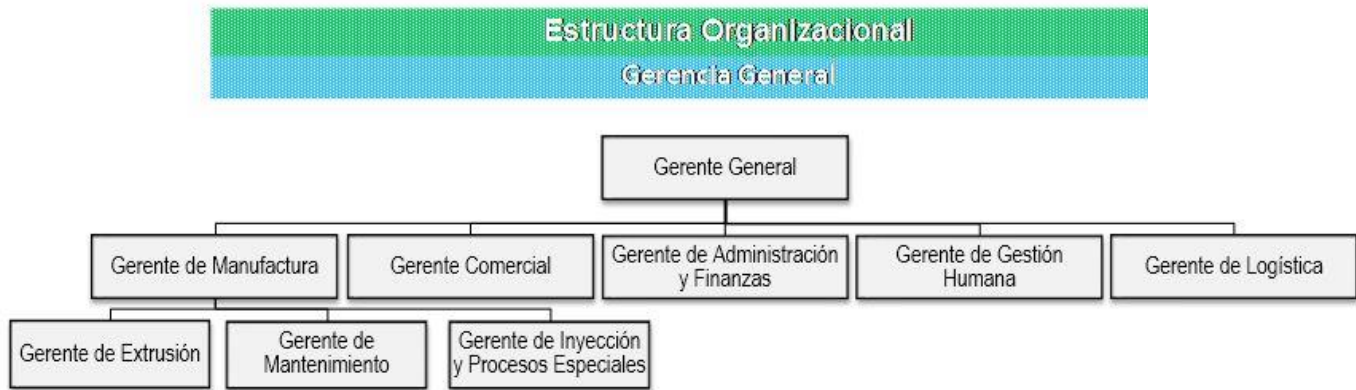 Estructura Organizacional
Gerencia General
Gerente General
Gerente de Manufactura
Gerente Comercial
Gerente de Administración
y Finanzas
Gerente de Gestión
Humana
Gerente de Logística
Gerente de Extrusión
Gerente de
Mantenimiento
Gerente de Inyección
y Procesos Especiales